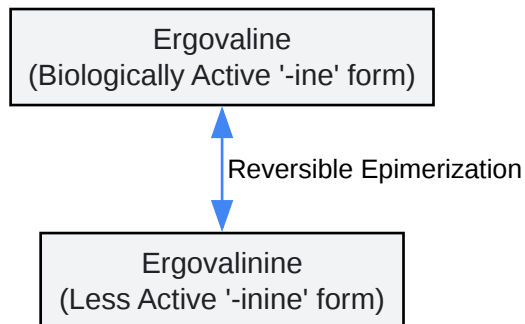 Ergovaline
(Biologically Active '-ine' form)
Reversible Epimerization
Ergovalinine
(Less Active '-inine' form)